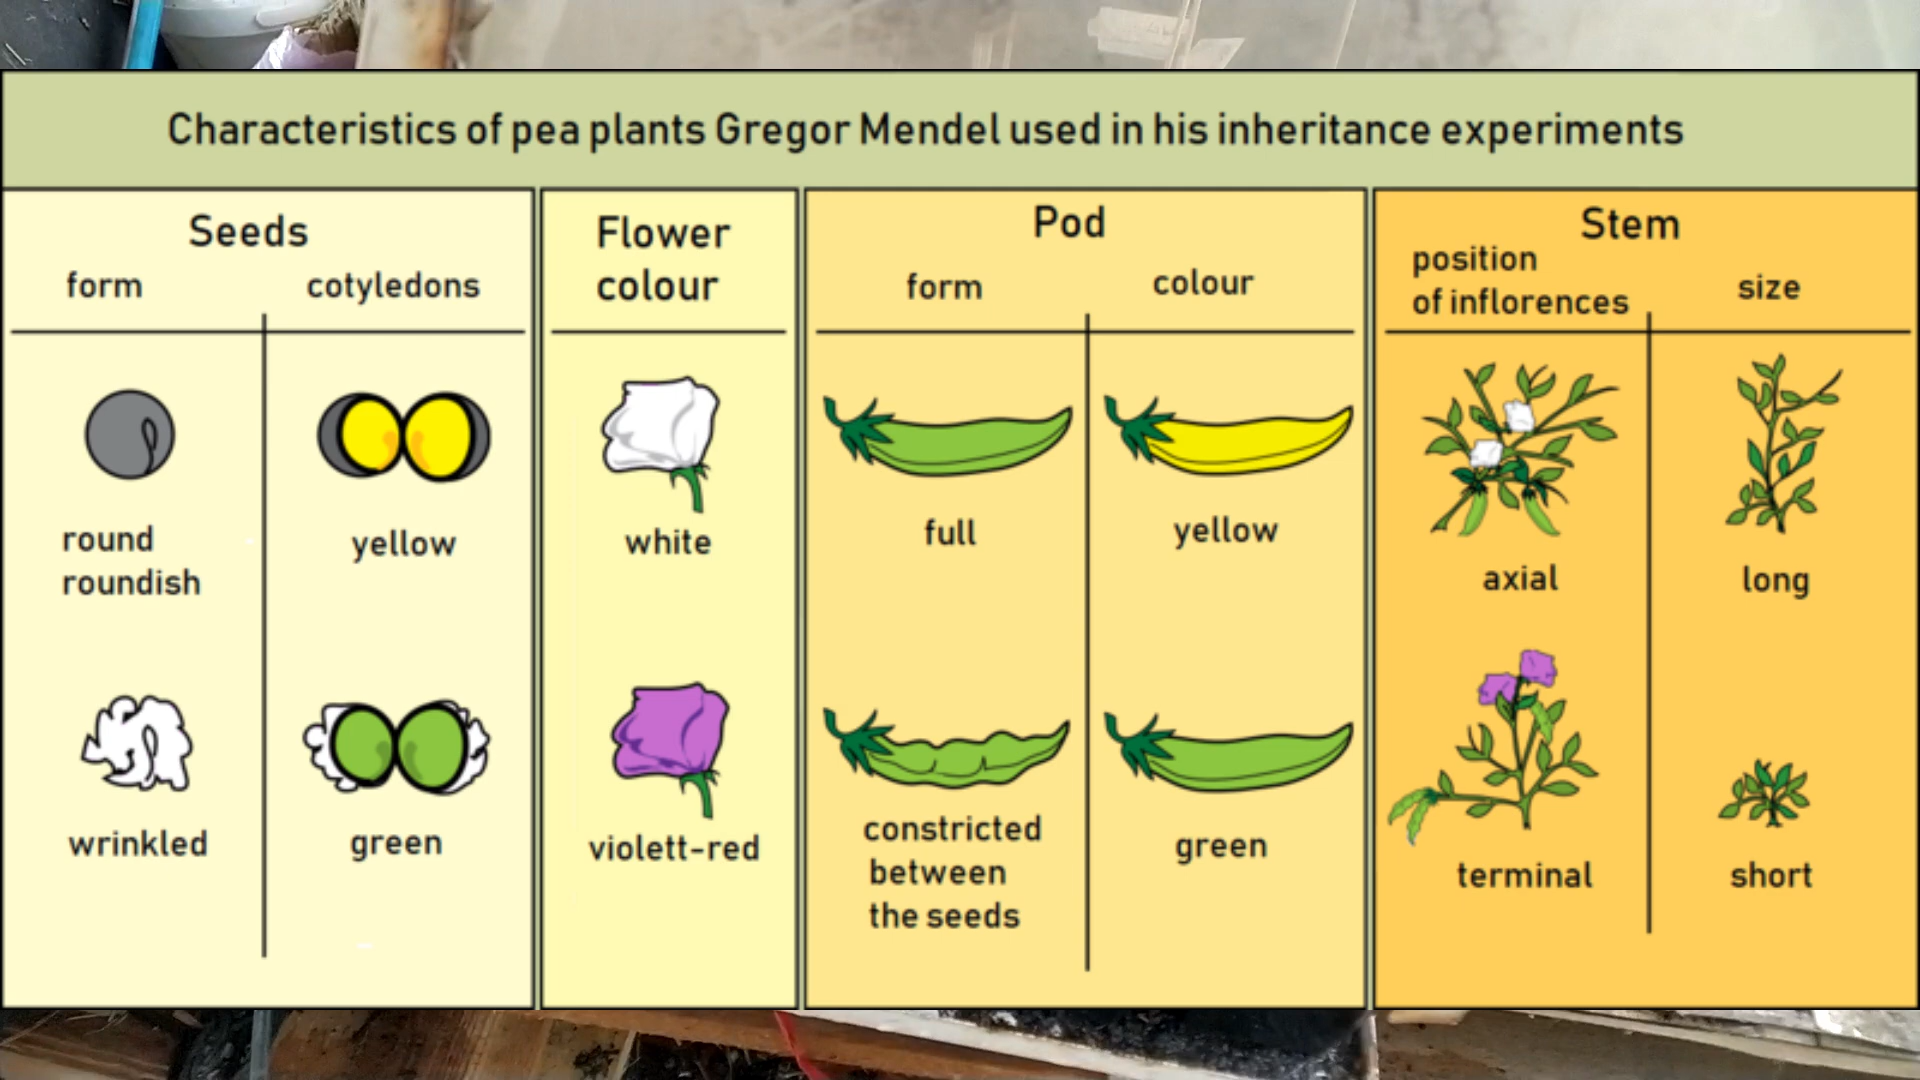 Characteristics of pea plants Gregor Mendel used in his inheritance experiments
Seeds
form
cotyledons
round
roundish
yellow
wrinkled
green
Flower
colour
white
violett-red
Pod
form
colour
full
yellow
constricted
between
the seeds
green
Stem
position
of inflorences
size
axial
long
terminal
short